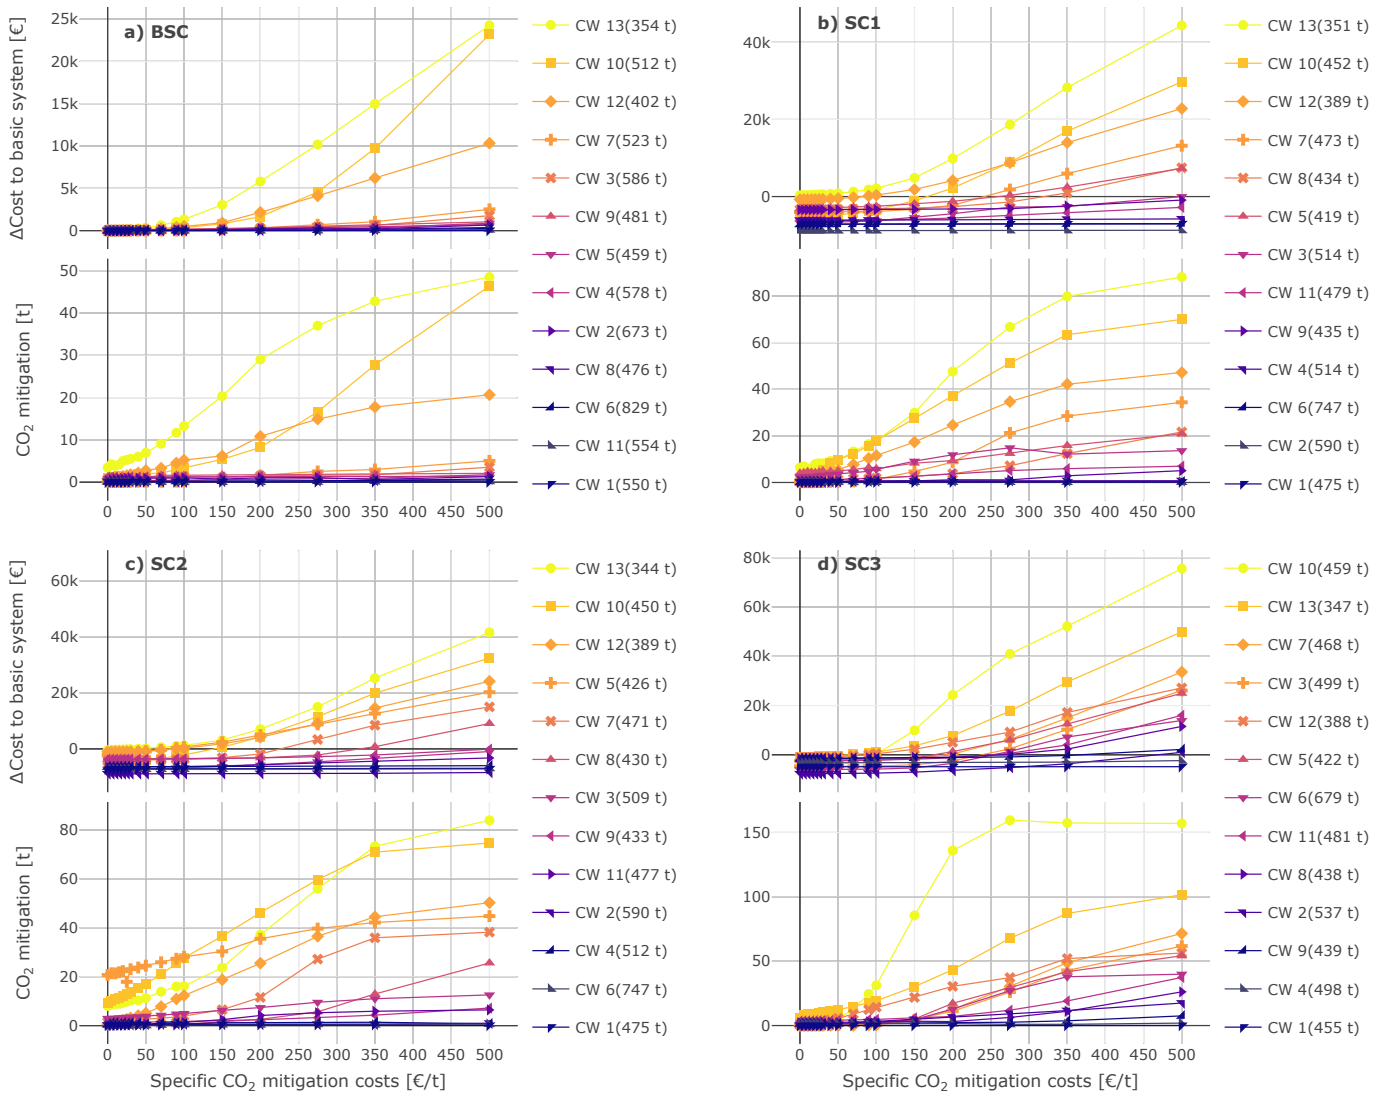 a) BSC
ΔCost to basic system [€]
25k
20k
15k
10k
5k
0
CO2 mitigation [t]
50
40
30
20
10
0
0 50 100 150 200 250 300 350 400 450 500
CW 13(354 t)
CW 10(512 t)
CW 12(402 t)
CW 7(523 t)
CW 3(586 t)
CW 9(481 t)
CW 5(459 t)
CW 4(578 t)
CW 2(673 t)
CW 8(476 t)
CW 6(829 t)
CW 11(554 t)
CW 1(550 t)
b) SC1
40k
20k
0
80
60
40
20
0
0 50 100 150 200 250 300 350 400 450 500
CW 13(351 t)
CW 10(452 t)
CW 12(389 t)
CW 7(473 t)
CW 8(434 t)
CW 5(419 t)
CW 3(514 t)
CW 11(479 t)
CW 9(435 t)
CW 4(514 t)
CW 6(747 t)
CW 2(590 t)
CW 1(475 t)
c) SC2
ΔCost to basic system [€]
60k
40k
20k
0
CO2 mitigation [t]
80
60
40
20
0
0 50 100 150 200 250 300 350 400 450 500
Specific CO2 mitigation costs [€/t]
CW 13(344 t)
CW 10(450 t)
CW 12(389 t)
CW 5(426 t)
CW 7(471 t)
CW 8(430 t)
CW 3(509 t)
CW 9(433 t)
CW 11(477 t)
CW 2(590 t)
CW 4(512 t)
CW 6(747 t)
CW 1(475 t)
d) SC3
80k
60k
40k
20k
0
150
100
50
0
0 50 100 150 200 250 300 350 400 450 500
Specific CO2 mitigation costs [€/t]
CW 10(459 t)
CW 13(347 t)
CW 7(468 t)
CW 3(499 t)
CW 12(388 t)
CW 5(422 t)
CW 6(679 t)
CW 11(481 t)
CW 8(438 t)
CW 2(537 t)
CW 9(439 t)
CW 4(498 t)
CW 1(455 t)